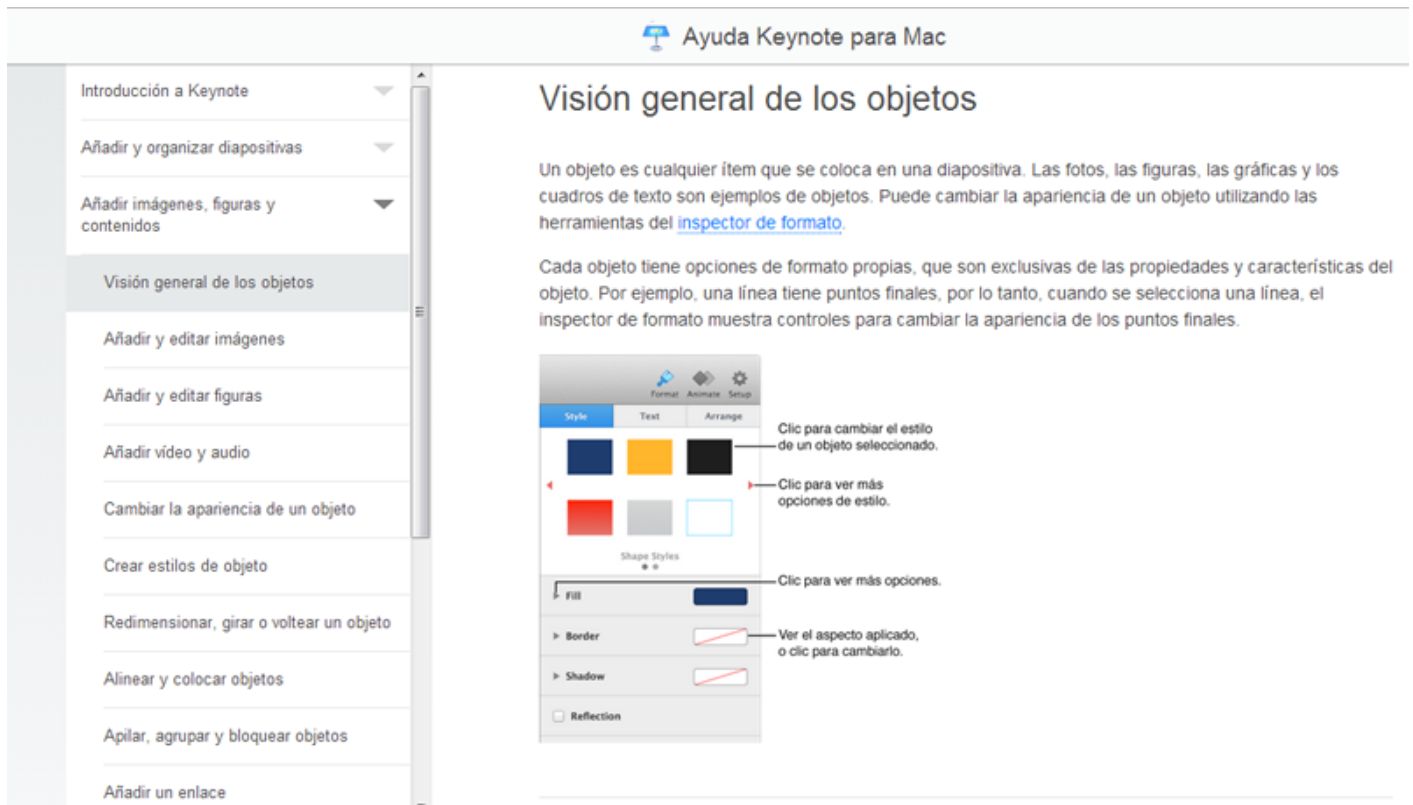 Ayuda Keynote para Mac
Introducción a Keynote
Añadir y organizar diapositivas
Añadir imágenes, figuras y
contenidos
Visión general de los objetos
Añadir y editar imágenes
Añadir y editar figuras
Añadir vídeo y audio
Cambiar la apariencia de un objeto
Crear estilos de objeto
Redimensionar, girar o voltear un objeto
Alinear y colocar objetos
Apilar, agrupar y bloquear objetos
Añadir un enlace
Visión general de los objetos
Un objeto es cualquier ítem que se coloca en una diapositiva. Las fotos, las figuras, las gráficas y los
cuadros de texto son ejemplos de objetos. Puede cambiar la apariencia de un objeto utilizando las
herramientas del inspector de formato.
Cada objeto tiene opciones de formato propias, que son exclusivas de las propiedades y características del
objeto. Por ejemplo, una línea tiene puntos finales, por lo tanto, cuando se selecciona una línea, el
inspector de formato muestra controles para cambiar la apariencia de los puntos finales.
Format Animate Setup
Style Text Arrange
Clic para cambiar el estilo
de un objeto seleccionado.
Clic para ver más
opciones de estilo.
Shape Styles
Clic para ver más opciones.
Fill
Border
Ver el aspecto aplicado,
o clic para cambiarlo.
Shadow
Reflection